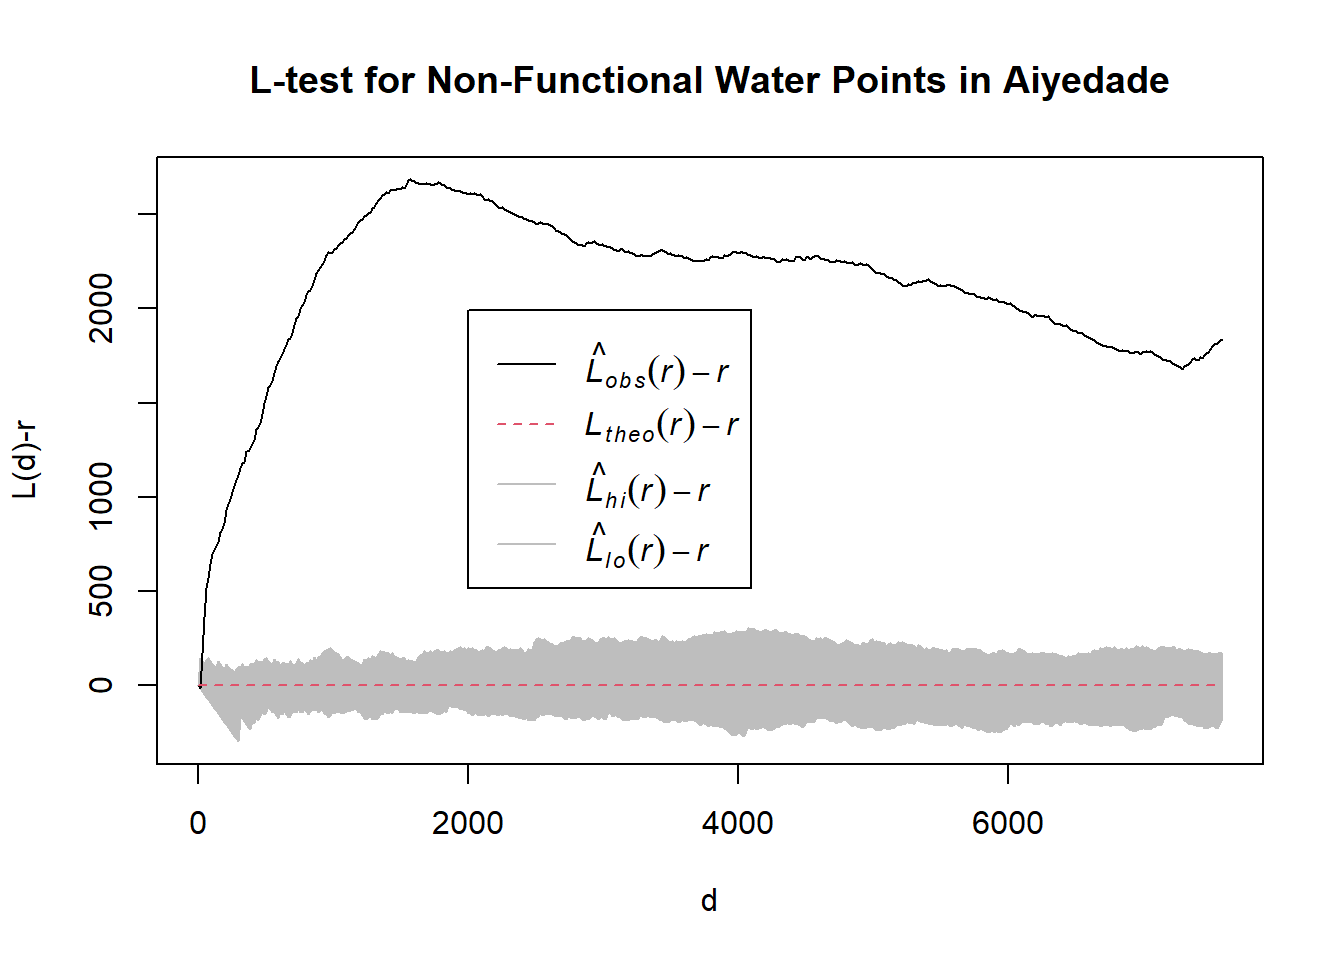 L-test for Non-Functional Water Points in Aiyedade
L(d)-r
2000
1000
500
0
L̂obs(r) − r
Ltheo(r) − r
L̂hi(r) − r
L̂lo(r) − r
0 2000 4000 6000
d